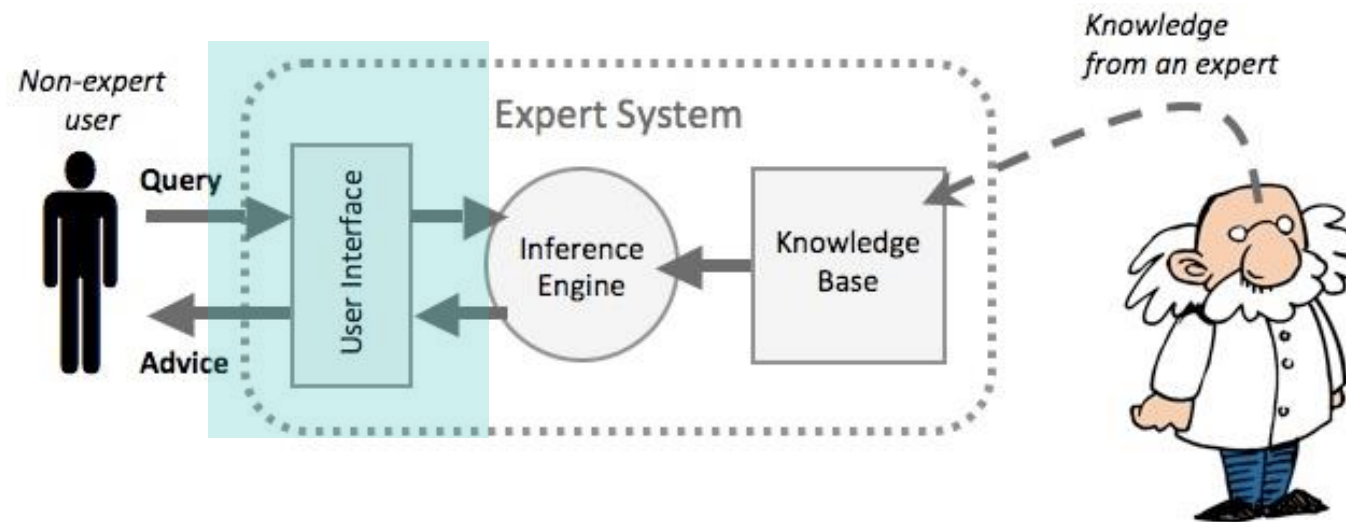 Non-expert
user
Query
Advice
User Interface
Expert System
Inference
Engine
Knowledge
Base
Knowledge
from an expert